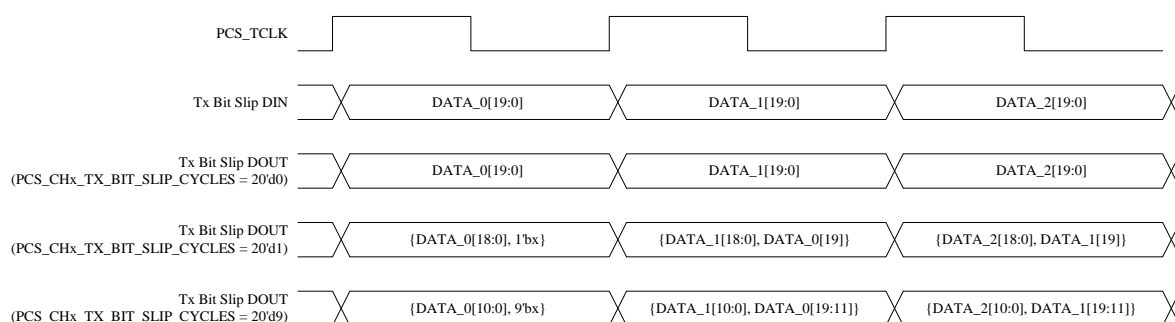 PCS_TCLK
Tx Bit Slip DIN
DATA_0[19:0]
DATA_1[19:0]
DATA_2[19:0]
Tx Bit Slip DOUT
(PCS_CHx_TX_BIT_SLIP_CYCLES = 20'd0)
DATA_0[19:0]
DATA_1[19:0]
DATA_2[19:0]
Tx Bit Slip DOUT
(PCS_CHx_TX_BIT_SLIP_CYCLES = 20'd1)
{DATA_0[18:0], 1'bx}
{DATA_1[18:0], DATA_0[19]}
{DATA_2[18:0], DATA_1[19]}
Tx Bit Slip DOUT
(PCS_CHx_TX_BIT_SLIP_CYCLES = 20'd9)
{DATA_0[10:0], 9'bx}
{DATA_1[10:0], DATA_0[19:11]}
{DATA_2[10:0], DATA_1[19:11]}